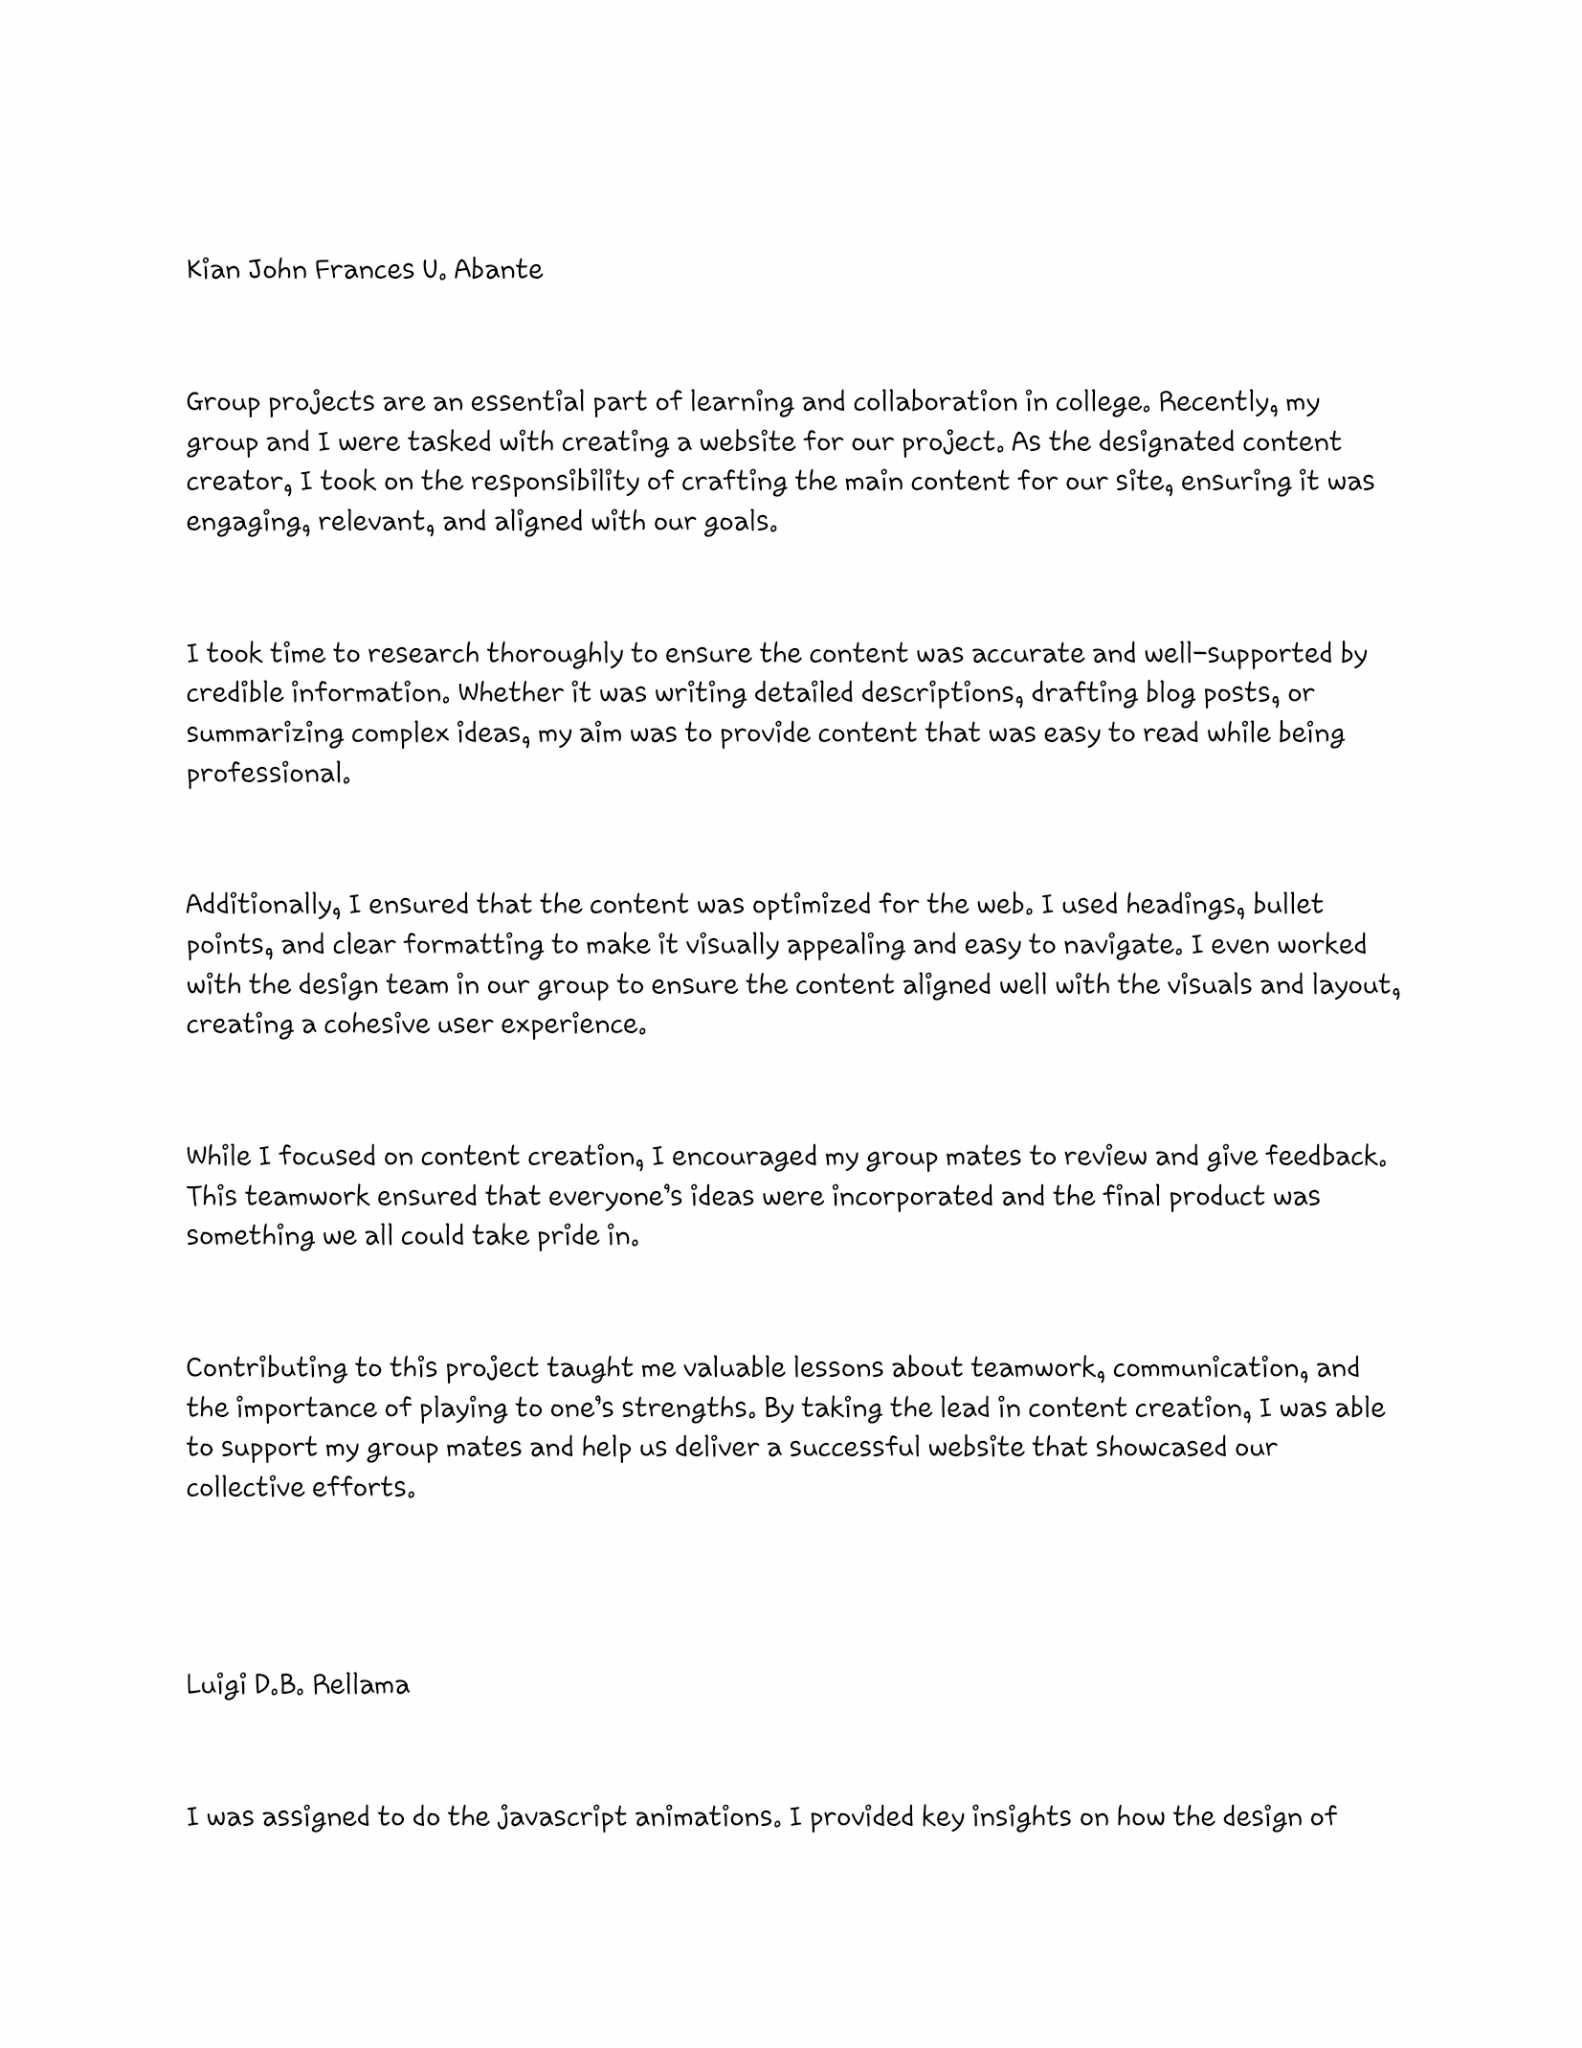 Kian John Frances U. Abante
Group projects are an essential part of learning and collaboration in college. Recently, my
group and I were tasked with creating a website for our project. As the designated content
creator, I took on the responsibility of crafting the main content for our site, ensuring it was
engaging, relevant, and aligned with our goals.
I took time to research thoroughly to ensure the content was accurate and well-supported by
credible information. Whether it was writing detailed descriptions, drafting blog posts, or
summarizing complex ideas, my aim was to provide content that was easy to read while being
professional.
Additionally, I ensured that the content was optimized for the web. I used headings, bullet
points, and clear formatting to make it visually appealing and easy to navigate. I even worked
with the design team in our group to ensure the content aligned well with the visuals and layout,
creating a cohesive user experience.
While I focused on content creation, I encouraged my group mates to review and give feedback.
This teamwork ensured that everyone's ideas were incorporated and the final product was
something we all could take pride in.
Contributing to this project taught me valuable lessons about teamwork, communication, and
the importance of playing to one's strengths. By taking the lead in content creation, I was able
to support my group mates and help us deliver a successful website that showcased our
collective efforts.
Luigi D.B. Rellama
I was assigned to do the javascript animations. I provided key insights on how the design of